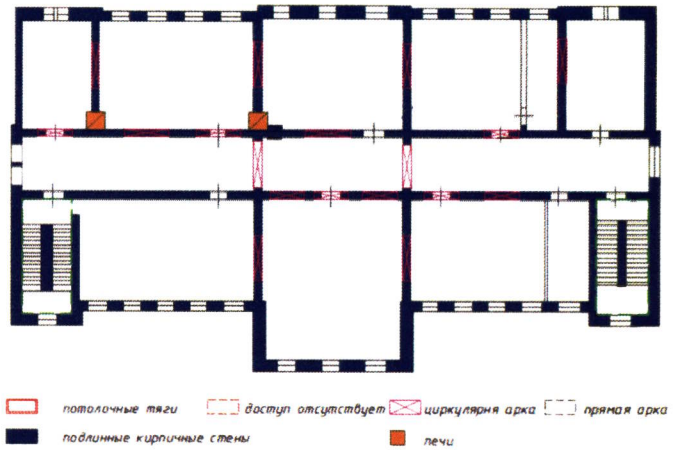 потолочные тяги доступ отсутствует циркулярня арка прямая арка
подлинные кирпичные стены печи